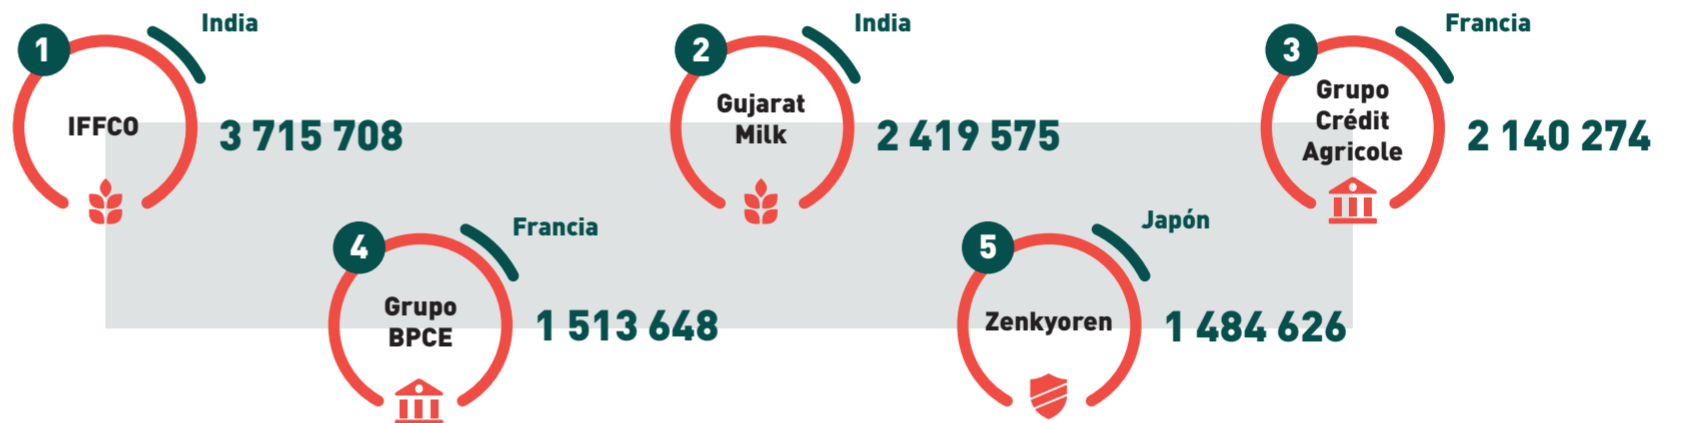 1
India
IFFCO
3 715 708
2
India
Gujarat
Milk
2 419 575
3
Francia
Grupo
Crédit
Agricole
2 140 274
4
Francia
Grupo
BPCE
1 513 648
5
Japón
Zenkyoren
1 484 626